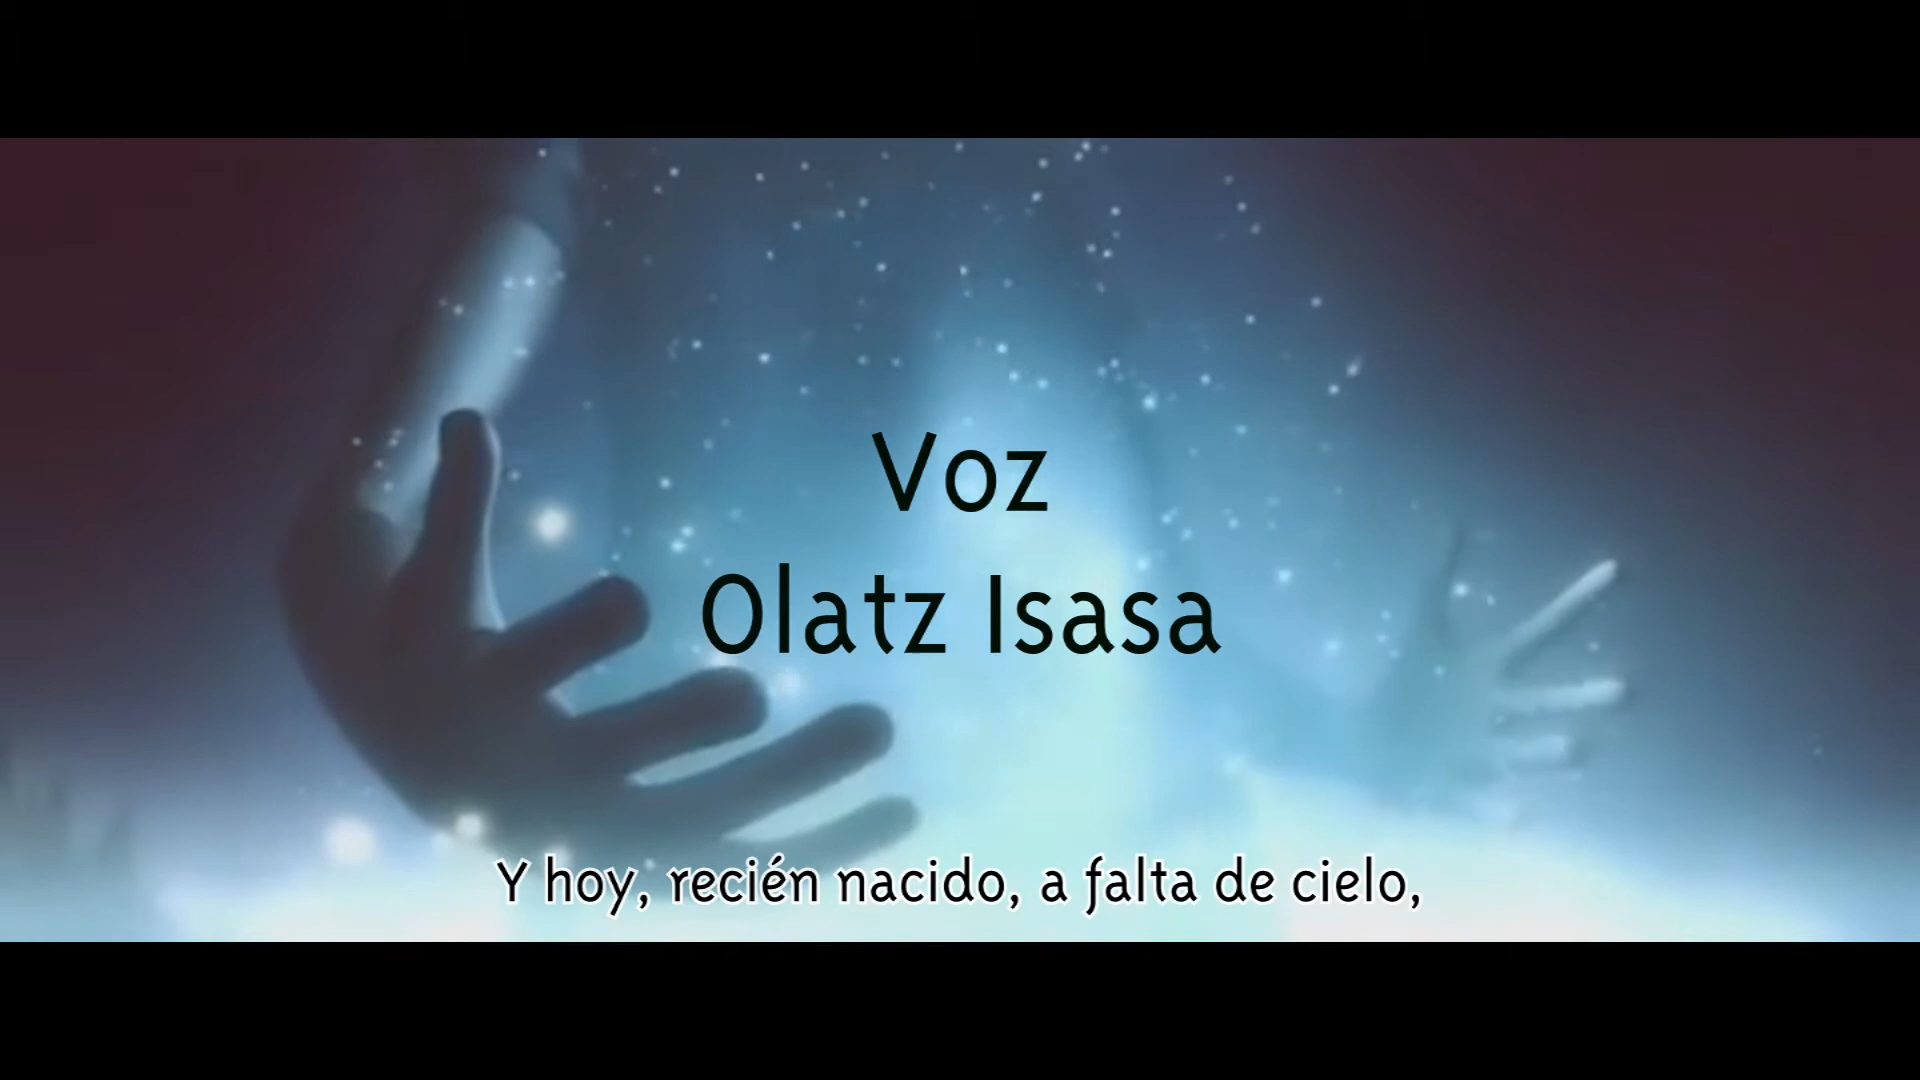 Voz
Olatz Isasa
Y hoy, recién nacido, a falta de cielo,